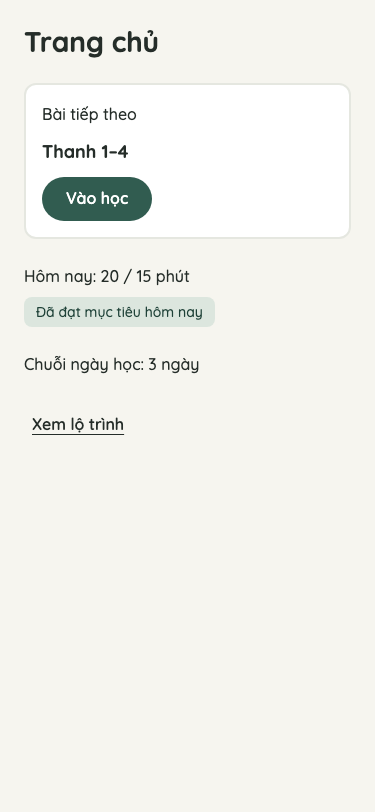 Trang chủ
Bài tiếp theo
Thanh 1–4
Vào học
Hôm nay: 20 / 15 phút
Đã đạt mục tiêu hôm nay
Chuỗi ngày học: 3 ngày
Xem lộ trình